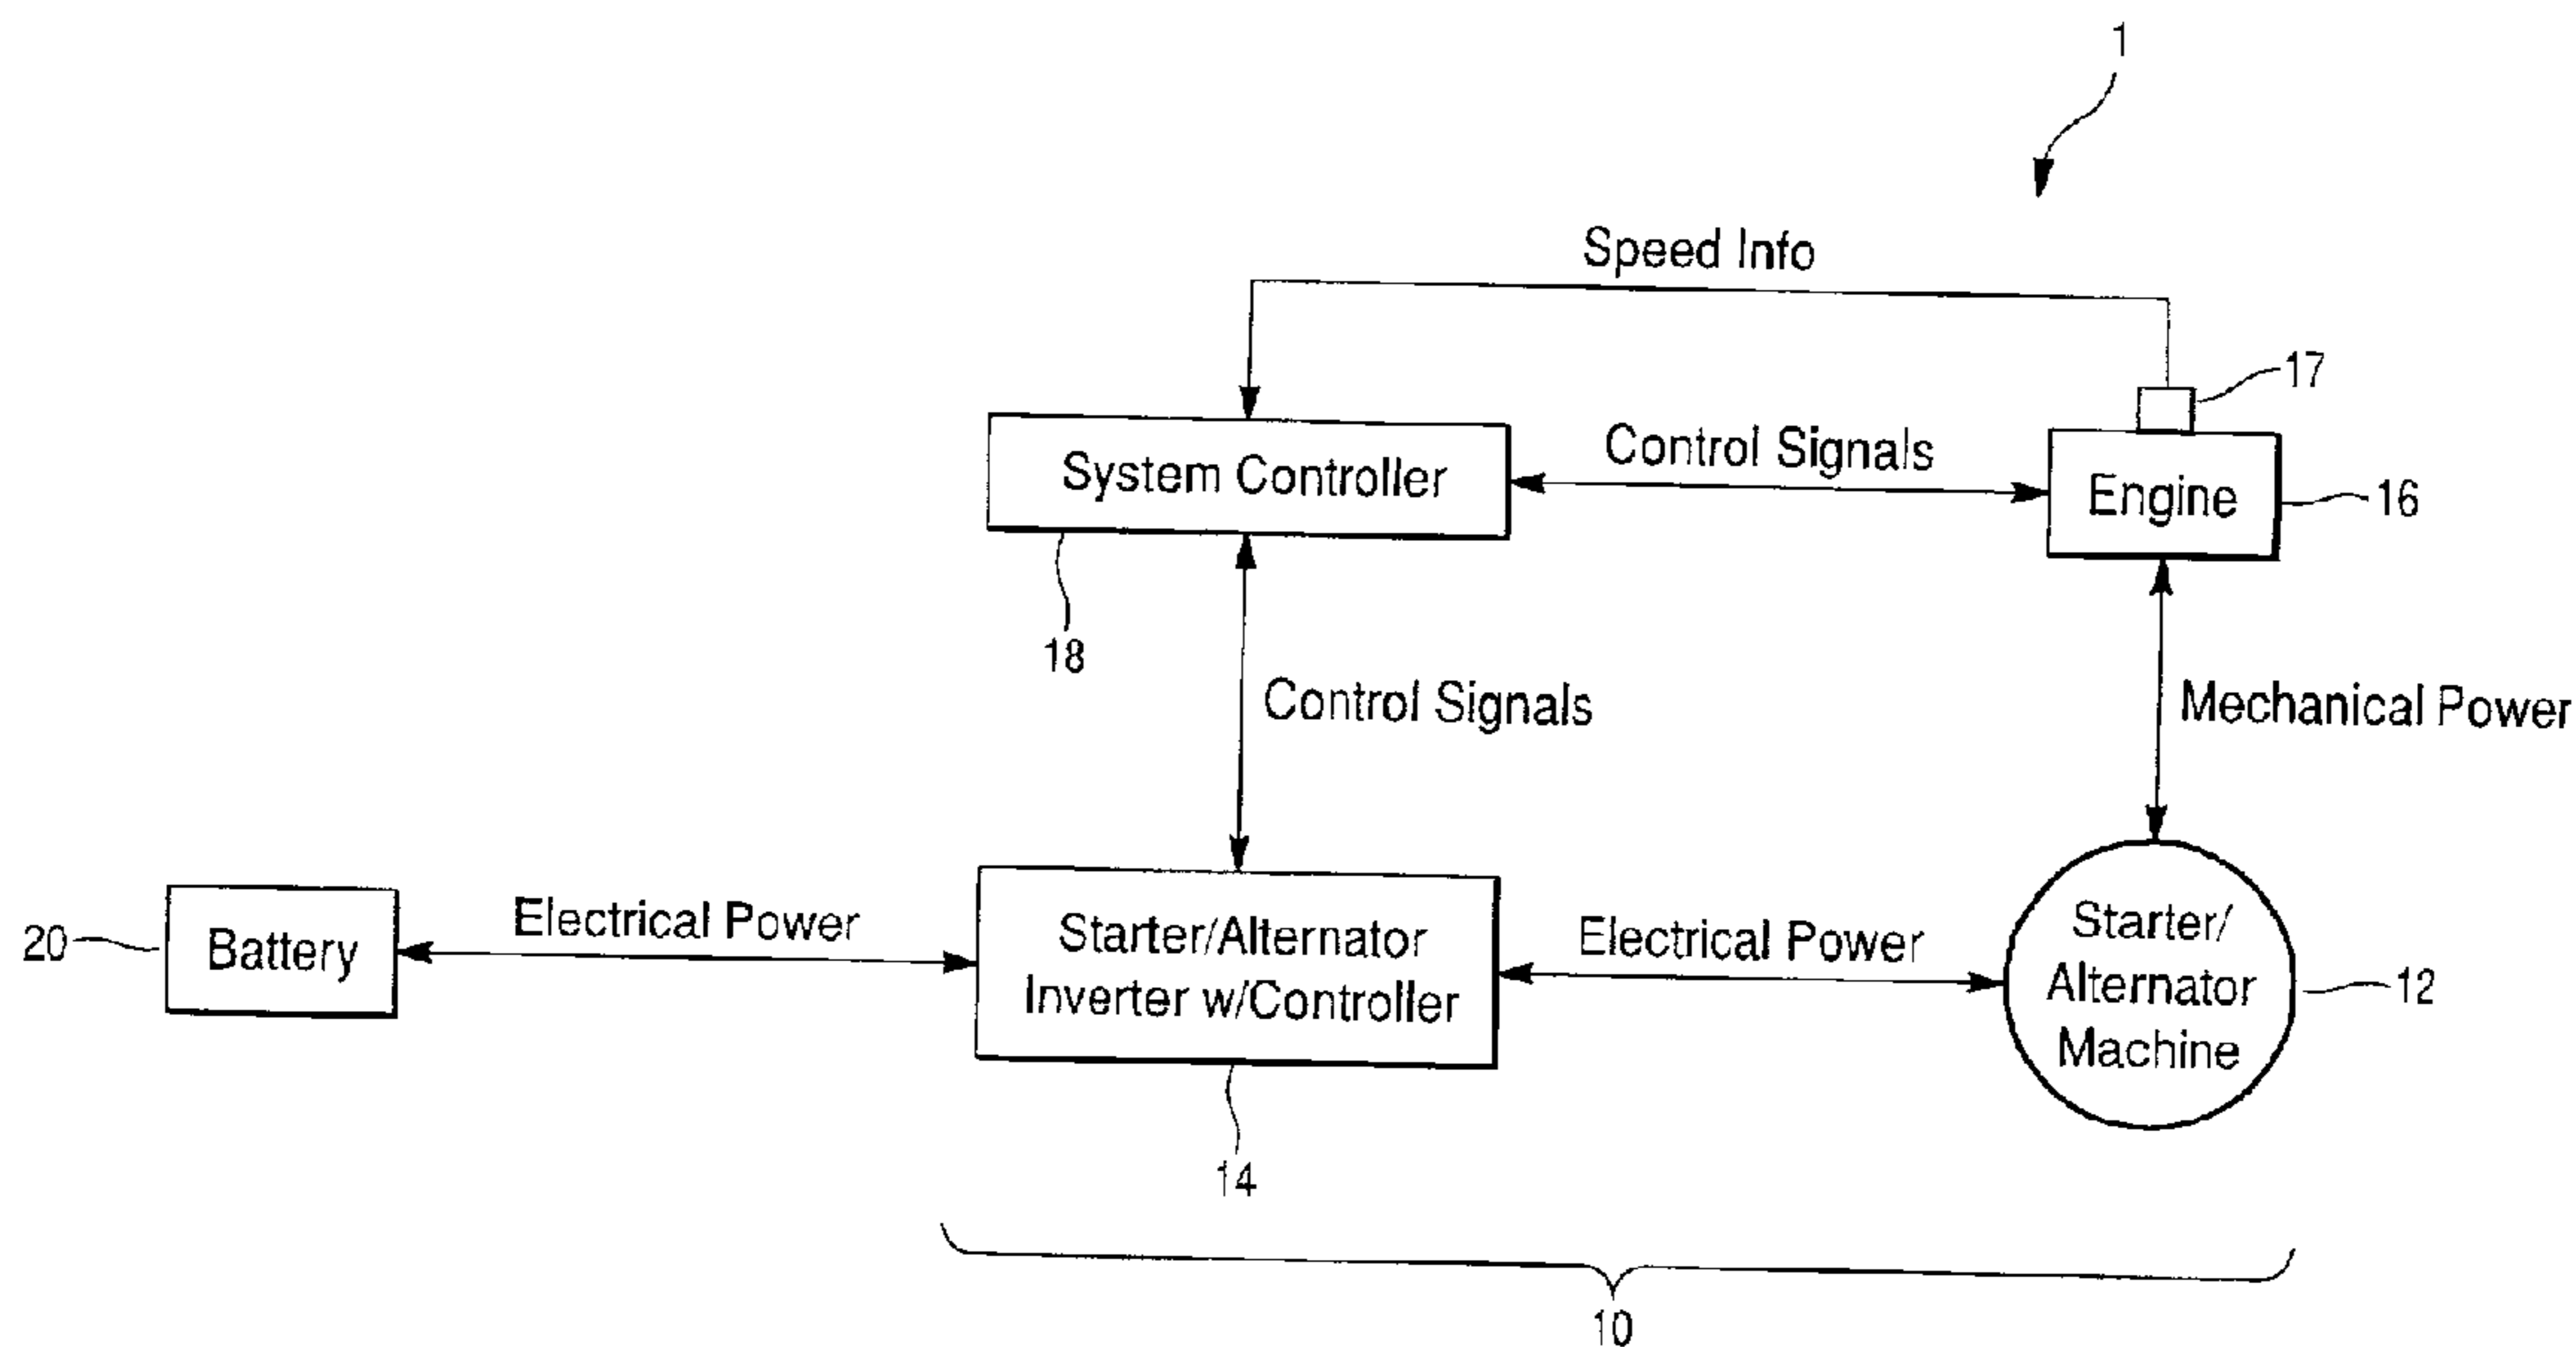 1
Speed Info
17
System Controller
Control Signals
Engine
16
18
Control Signals
Mechanical Power
20
Battery
Electrical Power
Starter/Alternator
Inverter w/Controller
Electrical Power
Starter/
Alternator
Machine
12
14
10